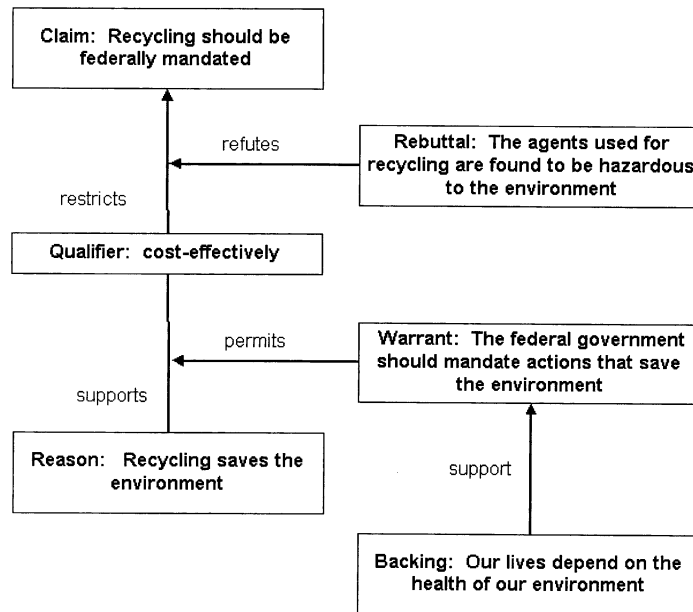 Claim: Recycling should be
federally mandated
refutes
Rebuttal: The agents used for
recycling are found to be hazardous
to the environment
restricts
Qualifier: cost-effectively
permits
Warrant: The federal government
should mandate actions that save
the environment
supports
Reason: Recycling saves the
environment
support
Backing: Our lives depend on the
health of our environment